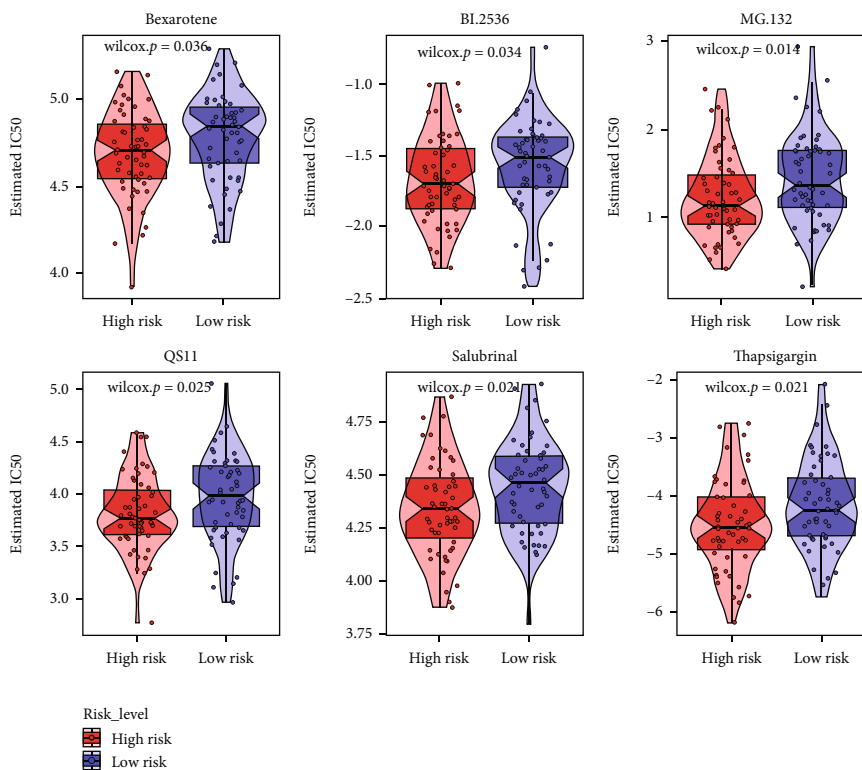 Bexarotene
wilcox.p = 0.036
Estimated IC50
5.0
4.5
4.0
High risk Low risk
BI.2536
wilcox.p = 0.034
Estimated IC50
−1.0
−1.5
−2.0
−2.5
High risk Low risk
MG.132
wilcox.p = 0.014
Estimated IC50
3
2
1
High risk Low risk
QS11
wilcox.p = 0.025
Estimated IC50
5.0
4.5
4.0
3.5
3.0
High risk Low risk
Salubrinal
wilcox.p = 0.021
Estimated IC50
4.75
4.50
4.25
4.00
3.75
High risk Low risk
Thapsigargin
wilcox.p = 0.021
Estimated IC50
−2
−3
−4
−5
−6
High risk Low risk
Risk_level
High risk
Low risk